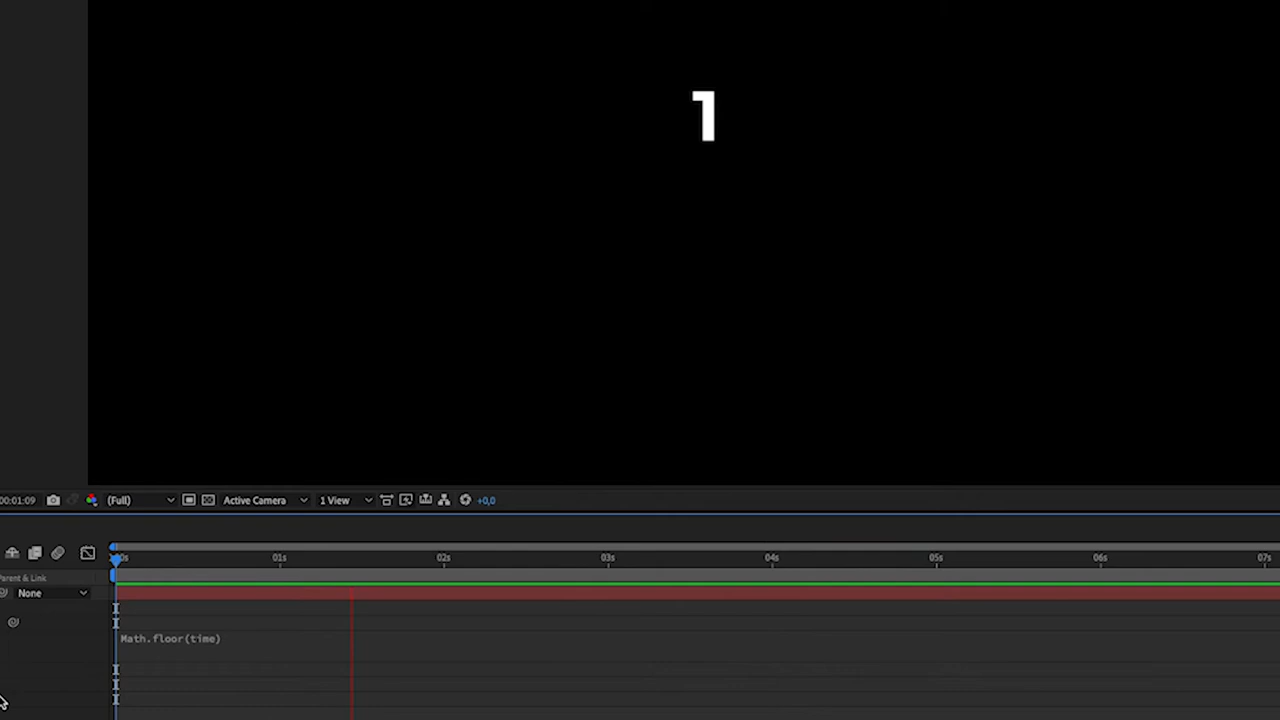 1
00:01:09 (Full) Active Camera 1 View +0,0
01s 02s 03s 04s 05s 06s 07s
Parent & Link
None
Math.floor(time)